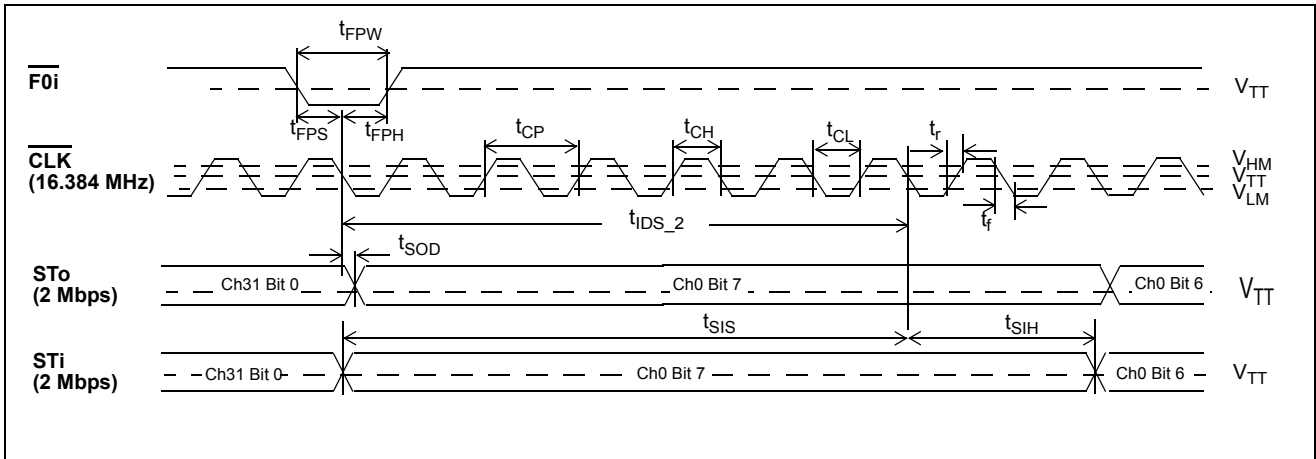 tFPW
F0i
VTT
tFPS tFPH tCP tCH tCL tr
CLK
(16.384 MHz)
VHM
VTT
VLM
tIDS_2 tf
tSOD
STo
(2 Mbps)
Ch31 Bit 0 Ch0 Bit 7 Ch0 Bit 6 VTT
tSIS tSIH
STi
(2 Mbps)
Ch31 Bit 0 Ch0 Bit 7 Ch0 Bit 6 VTT